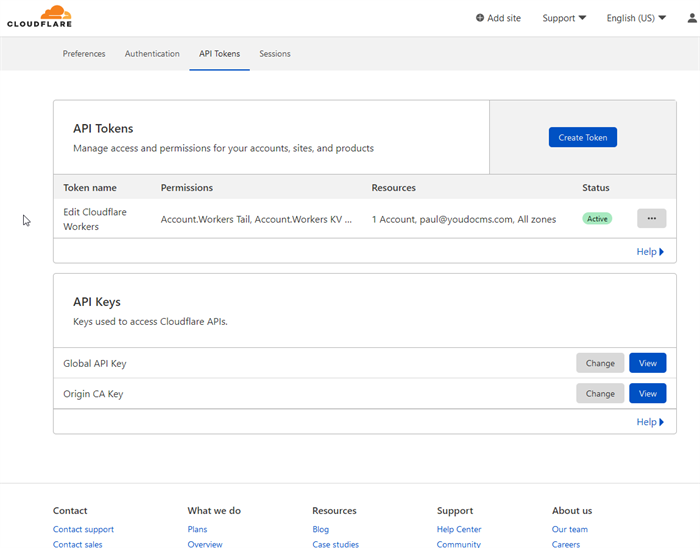 CLOUDFLARE
Add site Support English (US)
Preferences Authentication API Tokens Sessions
API Tokens
Manage access and permissions for your accounts, sites, and products
Create Token
Token name Permissions Resources Status
Edit Cloudflare
Workers
Account.Workers Tail, Account.Workers KV ... 1 Account, paul@youdocms.com, All zones Active ...
Help
API Keys
Keys used to access Cloudflare APIs.
Global API Key Change View
Origin CA Key Change View
Help
Contact What we do Resources Support About us
Contact support Plans Blog Help Center Our team
Contact sales Overview Case studies Community Careers